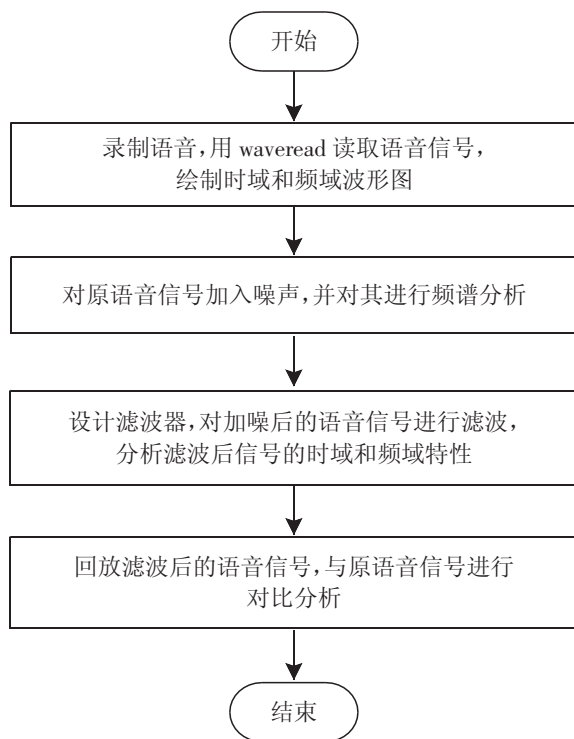 开始
录制语音,用 waveread 读取语音信号,
绘制时域和频域波形图
对原语音信号加入噪声,并对其进行频谱分析
设计滤波器,对加噪后的语音信号进行滤波,
分析滤波后信号的时域和频域特性
回放滤波后的语音信号,与原语音信号进行
对比分析
结束